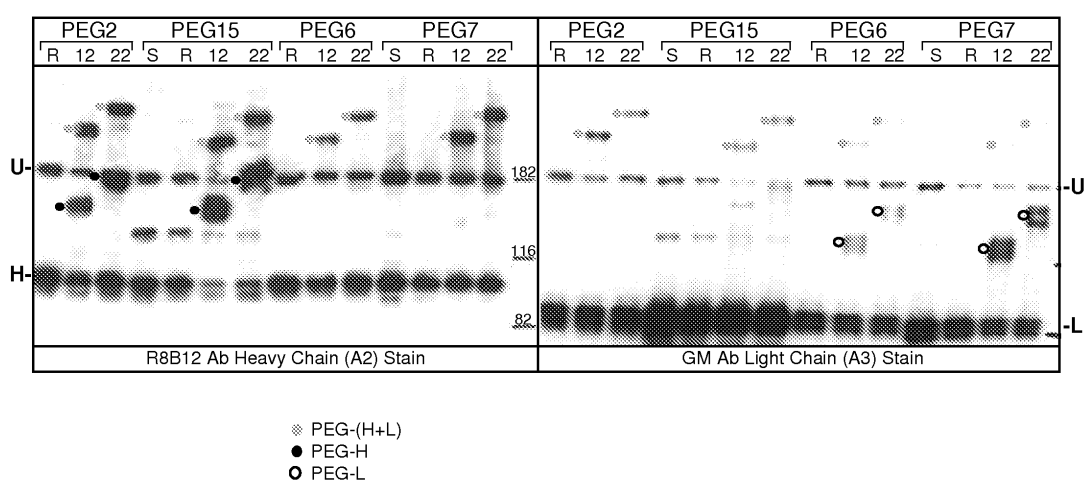 PEG2 PEG15 PEG6 PEG7 PEG2 PEG15 PEG6 PEG7
R 12 22 S R 12 22 R 12 22 S R 12 22 R 12 22 S R 12 22 R 12 22 S R 12 22
U- 182 -U
H- 116
82 -L
R8B12 Ab Heavy Chain (A2) Stain GM Ab Light Chain (A3) Stain
PEG-(H+L)
PEG-H
PEG-L